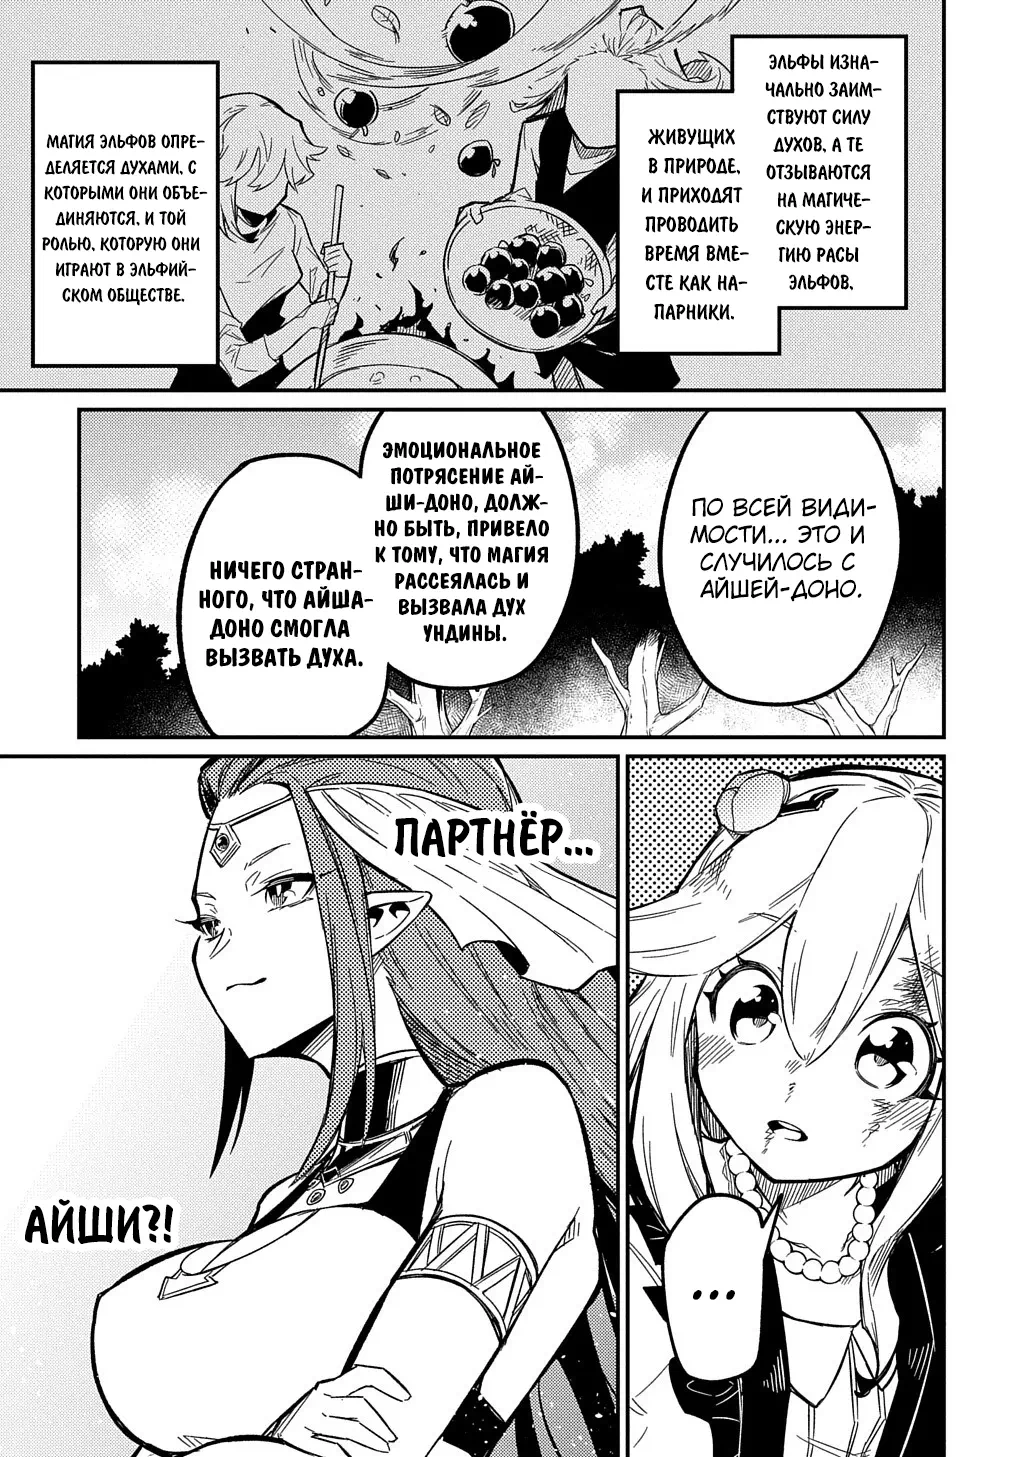 ЭЛЬФЫ ИЗНА-
ЧАЛЬНО ЗАИМ-
СТВУЮТ СИЛУ
ДУХОВ, А ТЕ
ОТЗЫВАЮТСЯ
НА МАГИЧЕ-
СКУЮ ЭНЕР-
ГИЮ РАСЫ
ЭЛЬФОВ,
ЖИВУЩИХ
В ПРИРОДЕ,
И ПРИХОДЯТ
ПРОВОДИТЬ
ВРЕМЯ ВМЕ-
СТЕ КАК НА-
ПАРНИКИ.
МАГИЯ ЭЛЬФОВ ОПРЕ-
ДЕЛЯЕТСЯ ДУХАМИ, С
КОТОРЫМИ ОНИ ОБЪЕ-
ДИНЯЮТСЯ, И ТОЙ
РОЛЬЮ, КОТОРУЮ ОНИ
ИГРАЮТ В ЭЛЬФИЙ-
СКОМ ОБЩЕСТВЕ.
ПО ВСЕЙ ВИДИ-
МОСТИ... ЭТО И
СЛУЧИЛОСЬ С
АЙШЕЙ-ДОНО.
ЭМОЦИОНАЛЬНОЕ
ПОТРЯСЕНИЕ АЙ-
ШИ-ДОНО, ДОЛЖ-
НО БЫТЬ, ПРИВЕЛО
К ТОМУ, ЧТО МАГИЯ
РАССЕЯЛАСЬ И
ВЫЗВАЛА ДУХ
УНДИНЫ.
НИЧЕГО СТРАН-
НОГО, ЧТО АЙША-
ДОНО СМОГЛА
ВЫЗВАТЬ ДУХА.
...
ПАРТНЁР...
АЙШИ?!